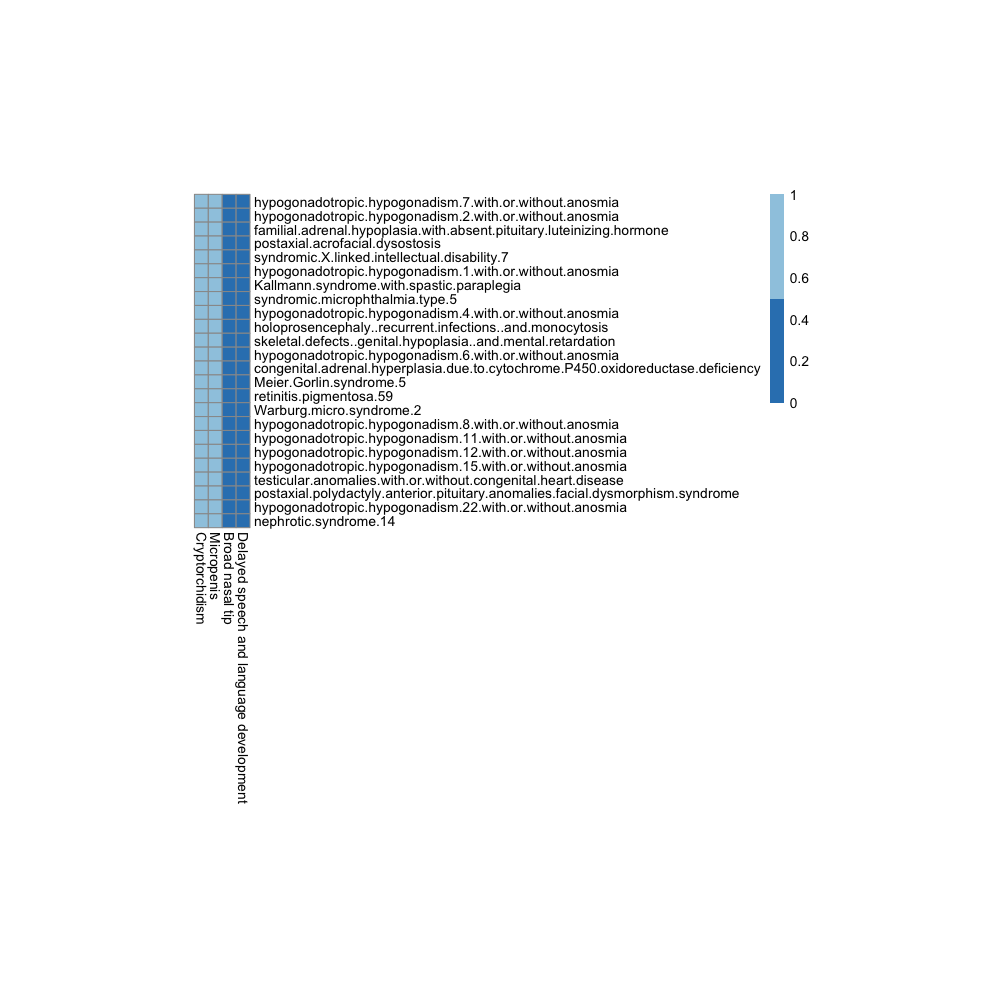 hypogonadotropic.hypogonadism.7.with.or.without.anosmia
hypogonadotropic.hypogonadism.2.with.or.without.anosmia
familial.adrenal.hypoplasia.with.absent.pituitary.luteinizing.hormone
postaxial.acrofacial.dysostosis
syndromic.X.linked.intellectual.disability.7
hypogonadotropic.hypogonadism.1.with.or.without.anosmia
Kallmann.syndrome.with.spastic.paraplegia
syndromic.microphthalmia.type.5
hypogonadotropic.hypogonadism.4.with.or.without.anosmia
holoprosencephaly..recurrent.infections..and.monocytosis
skeletal.defects..genital.hypoplasia..and.mental.retardation
hypogonadotropic.hypogonadism.6.with.or.without.anosmia
congenital.adrenal.hyperplasia.due.to.cytochrome.P450.oxidoreductase.deficiency
Meier.Gorlin.syndrome.5
retinitis.pigmentosa.59
Warburg.micro.syndrome.2
hypogonadotropic.hypogonadism.8.with.or.without.anosmia
hypogonadotropic.hypogonadism.11.with.or.without.anosmia
hypogonadotropic.hypogonadism.12.with.or.without.anosmia
hypogonadotropic.hypogonadism.15.with.or.without.anosmia
testicular.anomalies.with.or.without.congenital.heart.disease
postaxial.polydactyly.anterior.pituitary.anomalies.facial.dysmorphism.syndrome
hypogonadotropic.hypogonadism.22.with.or.without.anosmia
nephrotic.syndrome.14
Cryptorchidism
Micropenis
Broad nasal tip
Delayed speech and language development
1
0.8
0.6
0.4
0.2
0